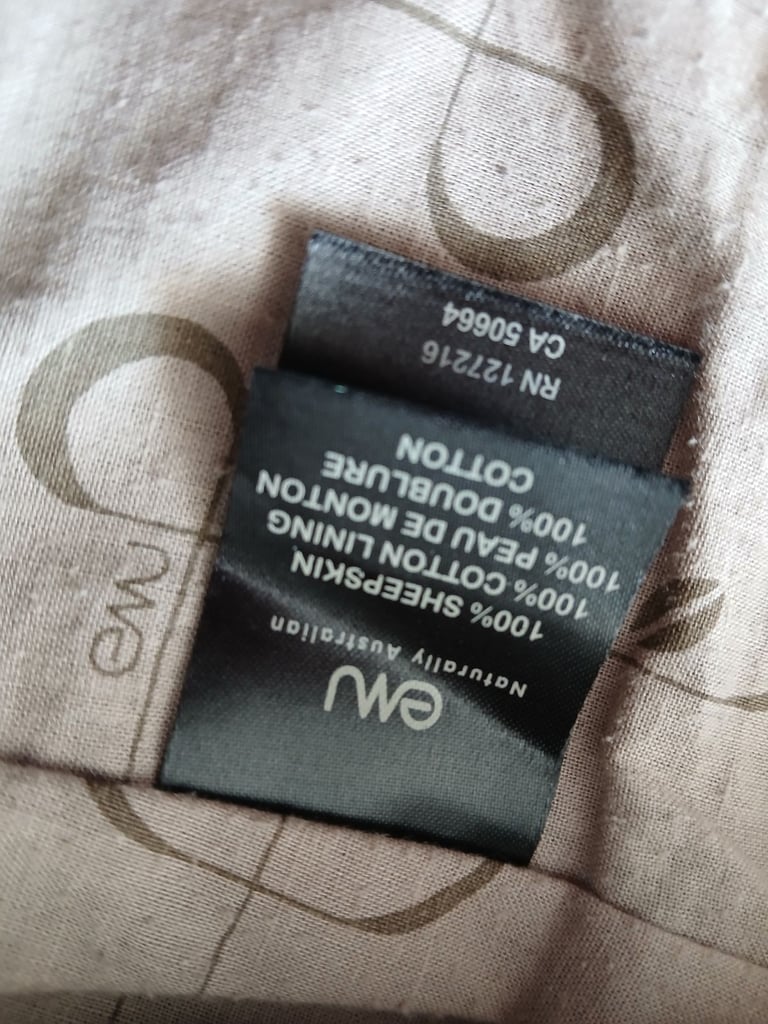 emu
Naturally Australian
100% SHEEPSKIN
100% COTTON LINING
100% PEAU DE MONTON
100% DOUBLURE
COTTON
RN 127216
CA 50664
emu